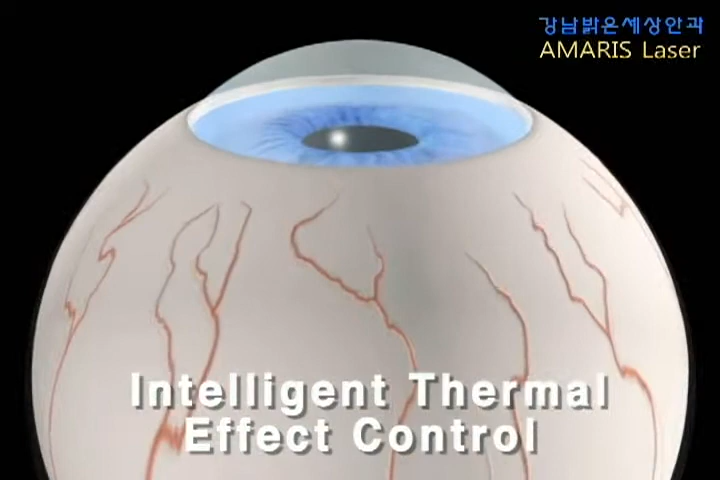 강남밝은세상안과
AMARIS Laser
Intelligent Thermal
Effect Control